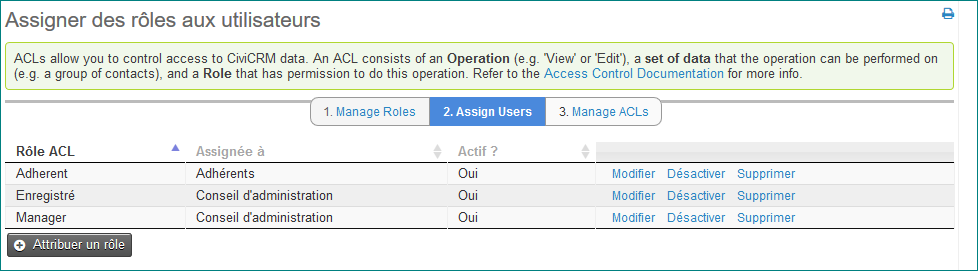 Assigner des rôles aux utilisateurs
ACLs allow you to control access to CiviCRM data. An ACL consists of an Operation (e.g. 'View' or 'Edit'), a set of data that the operation can be performed on
(e.g. a group of contacts), and a Role that has permission to do this operation. Refer to the Access Control Documentation for more info.
1. Manage Roles 2. Assign Users 3. Manage ACLs
Rôle ACL Assignée à Actif ?
Adherent Adhérents Oui Modifier Désactiver Supprimer
Enregistré Conseil d'administration Oui Modifier Désactiver Supprimer
Manager Conseil d'administration Oui Modifier Désactiver Supprimer
Attribuer un rôle